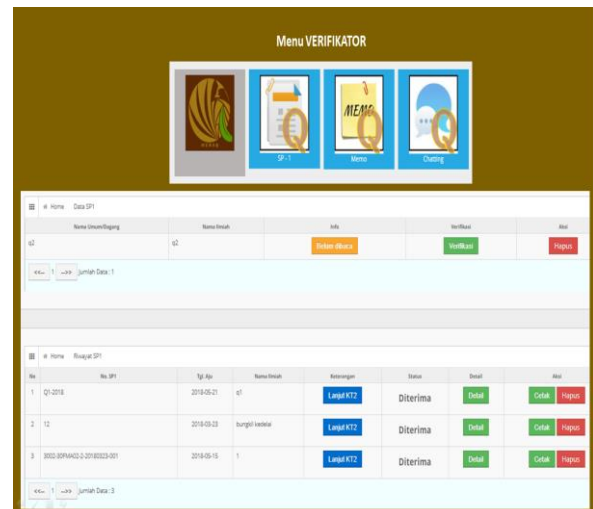 Menu VERIFIKATOR
MEMO
SP - 1 Memo Chatting
Home Data SP1
Nama Umum/Dagang Nama Ilmiah Info Verifikasi Aksi
q2 q2 Belum dibaca Verifikasi Hapus
<<-- 1 -->> Jumlah Data : 1
Home Riwayat SP1
No No. SP1 Tgl. Aju Nama Ilmiah Keterangan Status Detail Aksi
1 Q1-2018 2018-05-21 q1 Lanjut KT2 Diterima Detail Cetak Hapus
2 12 2018-03-23 bungkil kedelai Lanjut KT2 Diterima Detail Cetak Hapus
3 2018-05-15 1 Lanjut KT2 Diterima Detail Cetak Hapus
<<-- 1 -->> Jumlah Data : 3